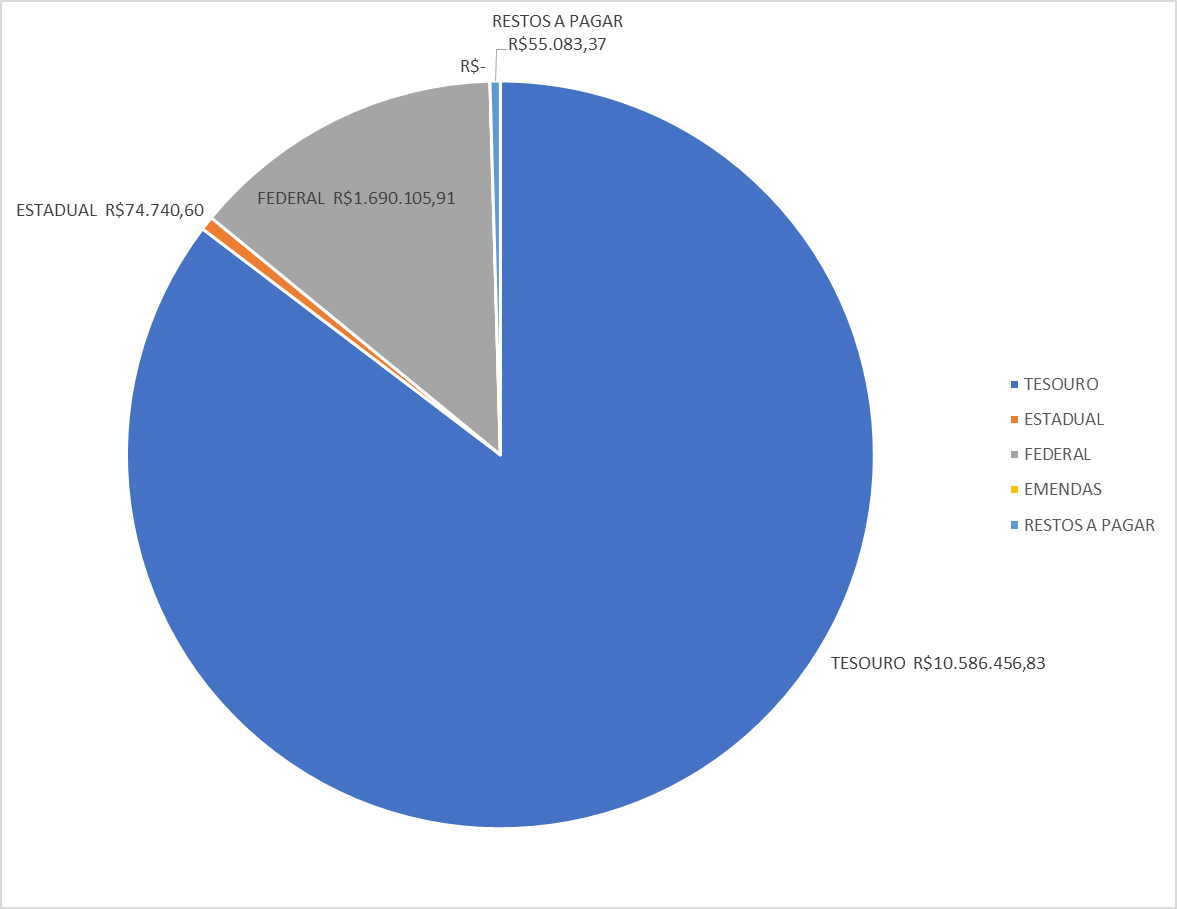 RESTOS A PAGAR
R$55.083,37
R$-
FEDERAL R$1.690.105,91
ESTADUAL R$74.740,60
TESOURO
ESTADUAL
FEDERAL
EMENDAS
RESTOS A PAGAR
TESOURO R$10.586.456,83